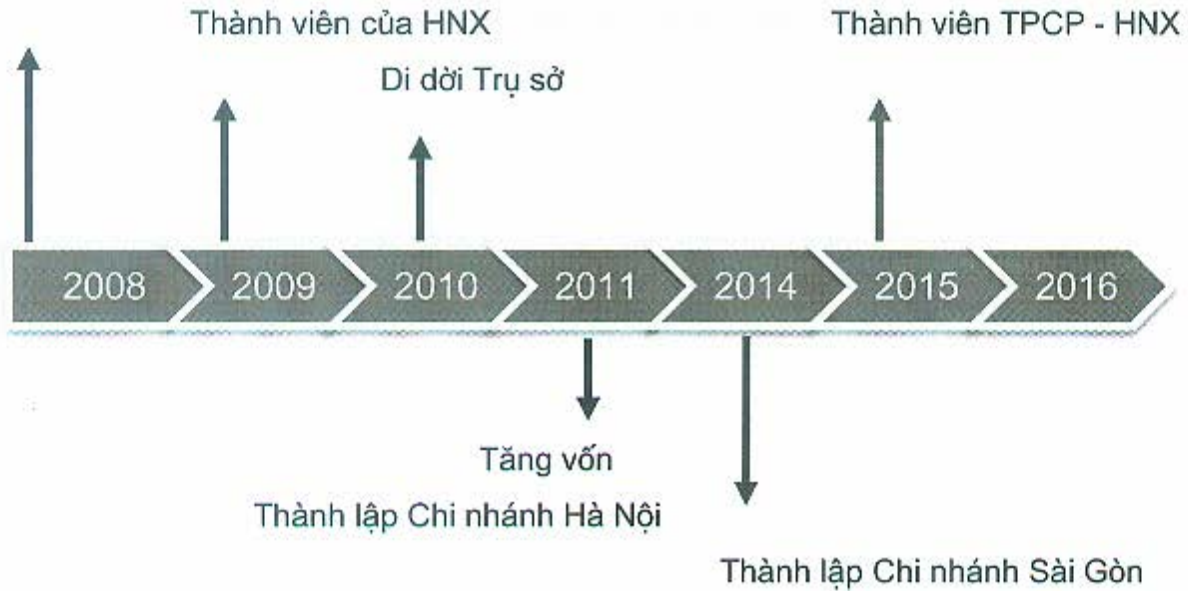 Thành viên của HNX
Thành viên TPCP - HNX
Di dời Trụ sở
2008
2009
2010
2011
2014
2015
2016
Tăng vốn
Thành lập Chi nhánh Hà Nội
Thành lập Chi nhánh Sài Gòn